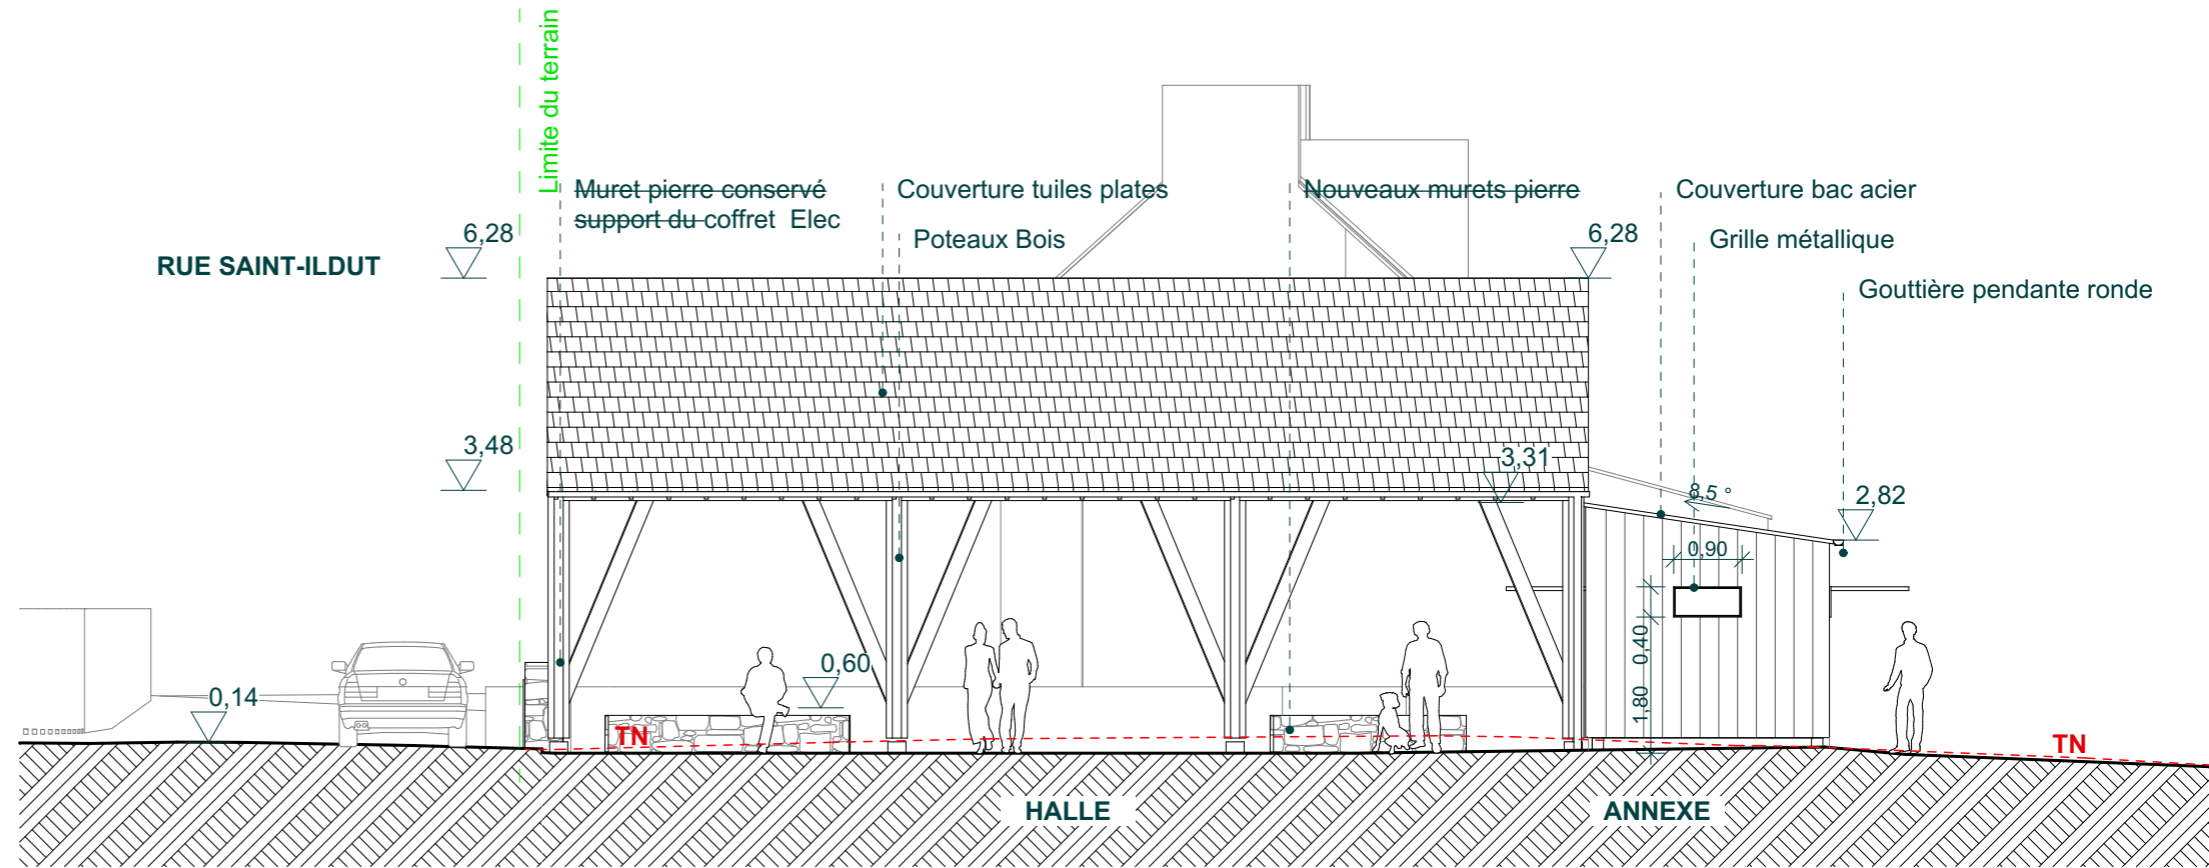 Limite du terrain
Muret pierre conservé
support du coffret Elec
Couverture tuiles plates
Poteaux Bois
Nouveaux murets pierre
Couverture bac acier
Grille métallique
Gouttière pendante ronde
RUE SAINT-ILDUT
6,28
6,28
3,48
3,31
8,5 °
2,82
0,90
0,40
1,80
0,60
0,14
TN
TN
HALLE
ANNEXE